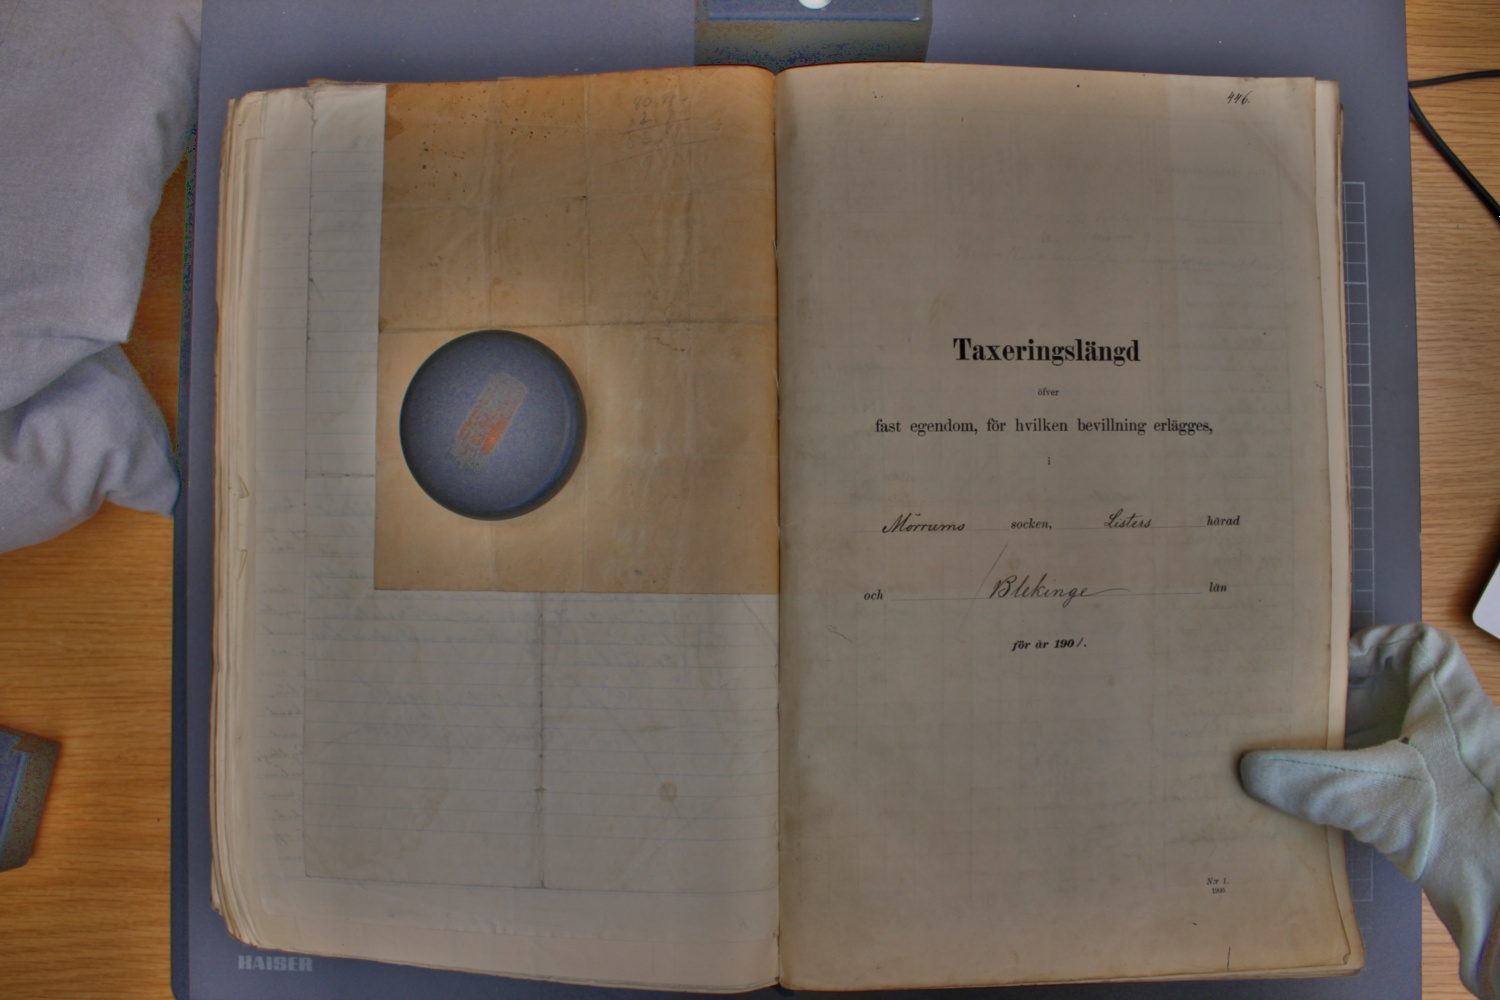 446.
Taxeringslängd
öfver
fast egendom, för hvilken bevillning erlägges,
i
Mörrums socken, Listers härad
och Blekinge län
för år 190/.
N:r 1.
1900.
HAISER